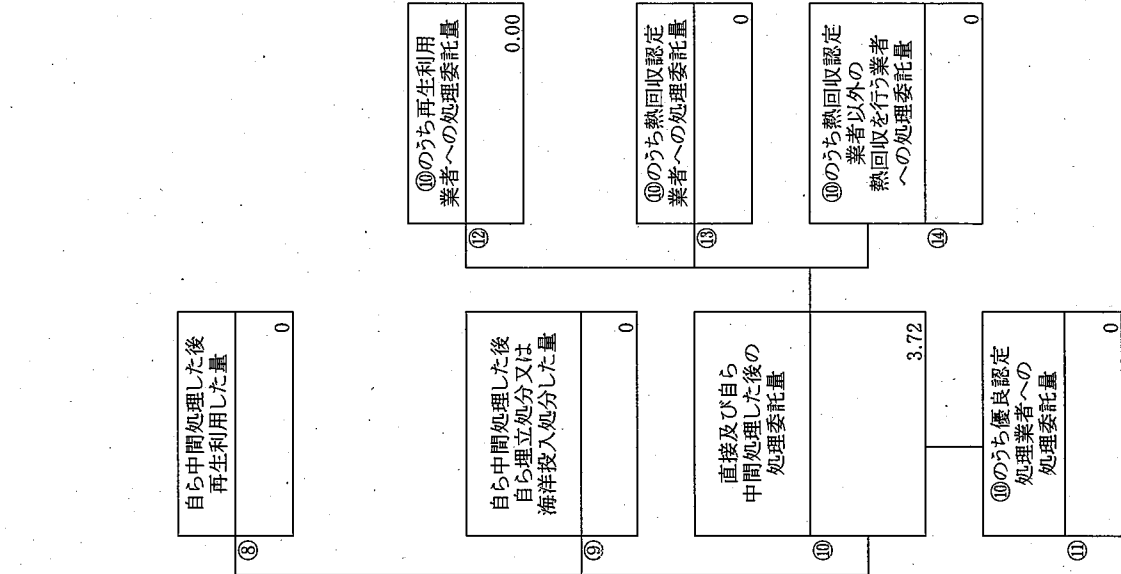 ⑧
自ら中間処理した後
再生利用した量
0
⑨
自ら中間処理した後
自ら埋立処分又は
海洋投入処分した量
0
⑩
直接及び自ら
中間処理した後の
処理委託量
3.72
⑪
⑩のうち優良認定
処理業者への
処理委託量
0
⑫
⑩のうち再生利用
業者への処理委託量
0.00
⑬
⑩のうち熱回収認定
業者への処理委託量
0
⑭
⑩のうち熱回収認定
業者以外の
熱回収を行う業者
への処理委託量
0